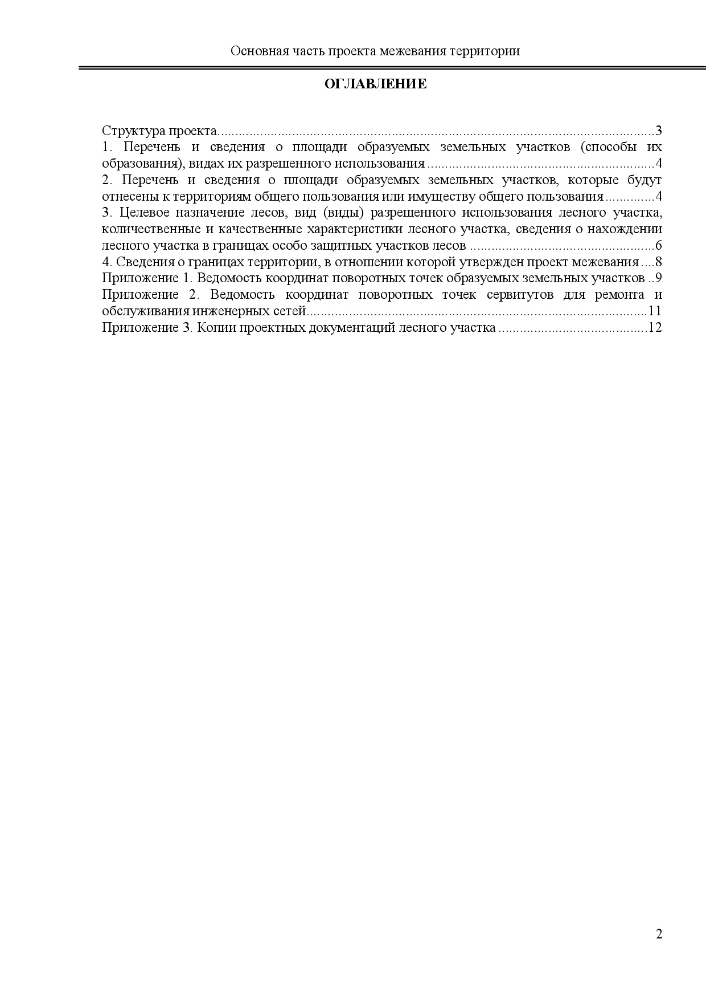 Основная часть проекта межевания территории
ОГЛАВЛЕНИЕ
Структура проекта..........................................................................................................................3
1. Перечень и сведения о площади образуемых земельных участков (способы их
образования), видах их разрешенного использования ................................................................4
2. Перечень и сведения о площади образуемых земельных участков, которые будут
отнесены к территориям общего пользования или имуществу общего пользования..............4
3. Целевое назначение лесов, вид (виды) разрешенного использования лесного участка,
количественные и качественные характеристики лесного участка, сведения о нахождении
лесного участка в границах особо защитных участков лесов ....................................................6
4. Сведения о границах территории, в отношении которой утвержден проект межевания....8
Приложение 1. Ведомость координат поворотных точек образуемых земельных участков ..9
Приложение 2. Ведомость координат поворотных точек сервитутов для ремонта и
обслуживания инженерных сетей................................................................................................11
Приложение 3. Копии проектных документаций лесного участка ..........................................12
2